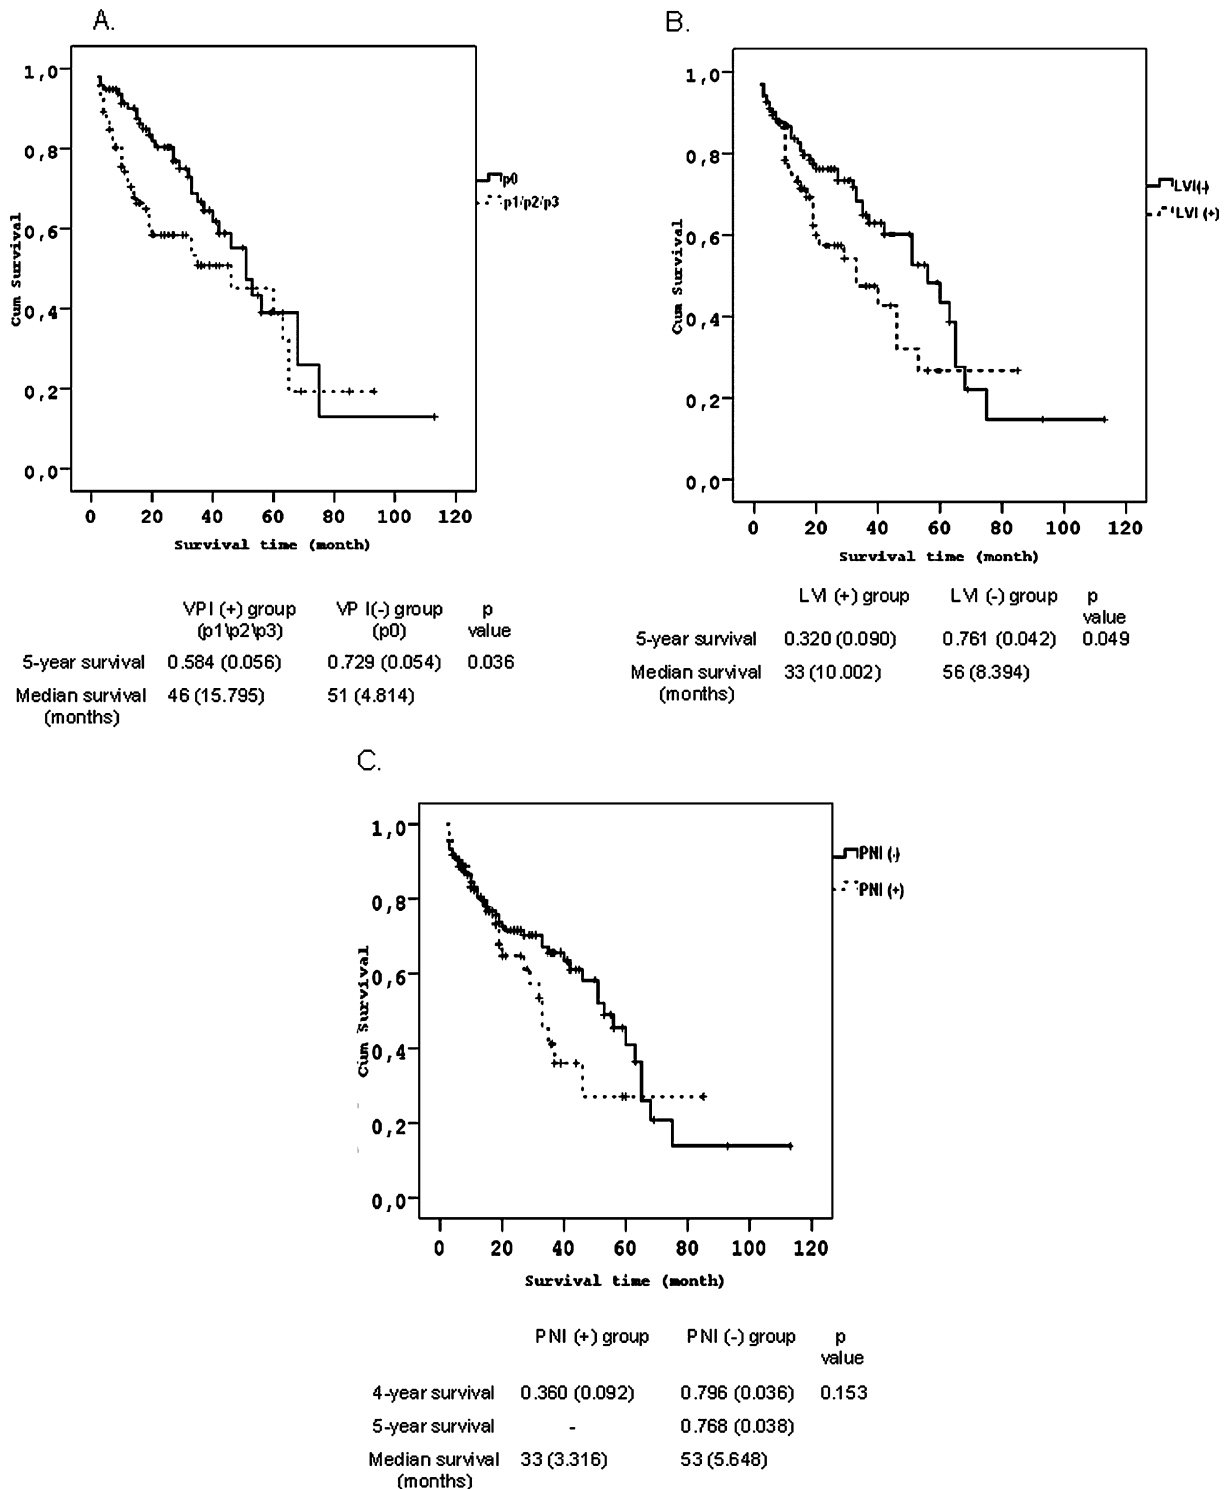 A.
1,0
0,8
0,6
0,4
0,2
0,0
Cum Survival
0 20 40 60 80 100 120
Survival time (month)
p0
p1/p2/p3
VPI (+) group VP I(-) group p
(p1\p2\p3) (p0) value
5-year survival 0.584 (0.056) 0.729 (0.054) 0.036
Median survival 46 (15.795) 51 (4.814)
(months)
B.
1,0
0,8
0,6
0,4
0,2
0,0
Cum Survival
0 20 40 60 80 100 120
Survival time (month)
LVI(-)
LVI (+)
LVI (+) group LVI (-) group p
value
5-year survival 0.320 (0.090) 0.761 (0.042) 0.049
Median survival 33 (10.002) 56 (8.394)
(months)
C.
1,0
0,8
0,6
0,4
0,2
0,0
Cum Survival
0 20 40 60 80 100 120
Survival time (month)
PNI (-)
PNI (+)
PNI (+) group PNI (-) group p
value
4-year survival 0.360 (0.092) 0.796 (0.036) 0.153
5-year survival - 0.768 (0.038)
Median survival 33 (3.316) 53 (5.648)
(months)